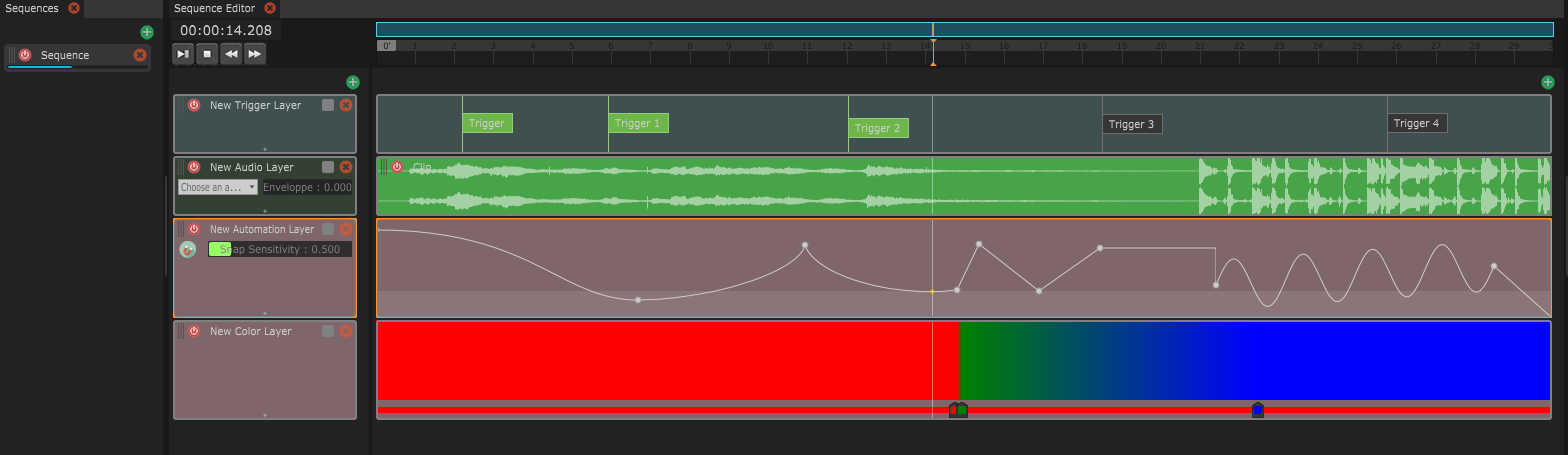 Sequences
Sequence Editor
00:00:14.208
Sequence
0' 1 2 3 4 5 6 7 8 9 10 11 12 13 14 15 16 17 18 19 20 21 22 23 24 25 26 27 28 29 3
New Trigger Layer
Trigger
Trigger 1
Trigger 2
Trigger 3
Trigger 4
New Audio Layer
Choose an a...
Enveloppe : 0.000
Clip
New Automation Layer
Snap Sensitivity : 0.500
New Color Layer